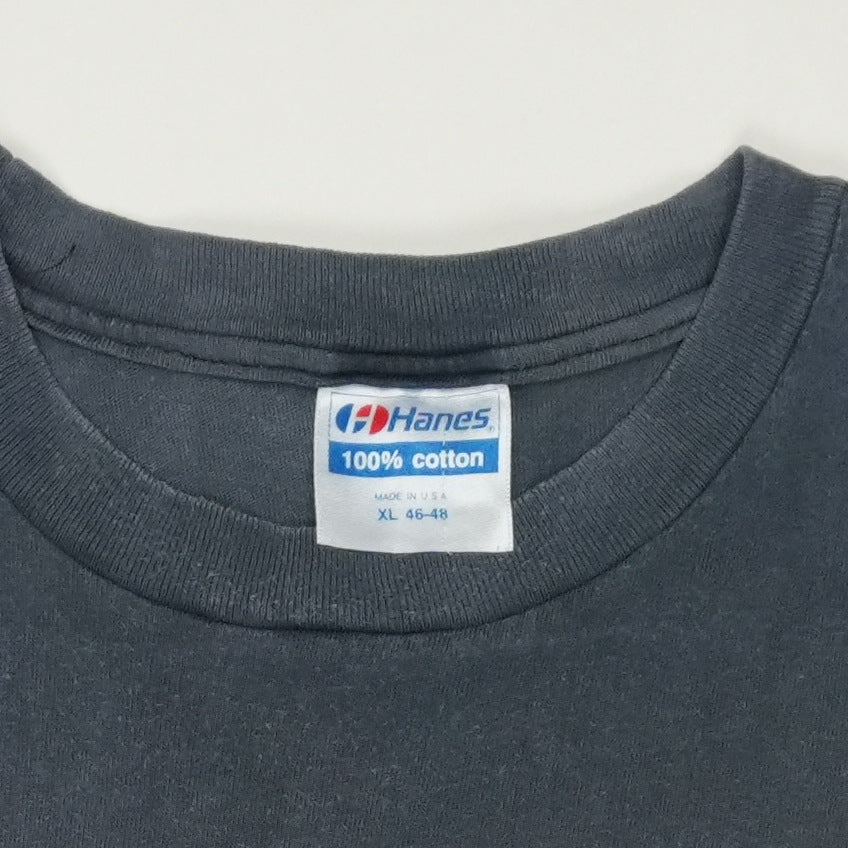 Hanes®
100% cotton
MADE IN U S A
XL 46-48